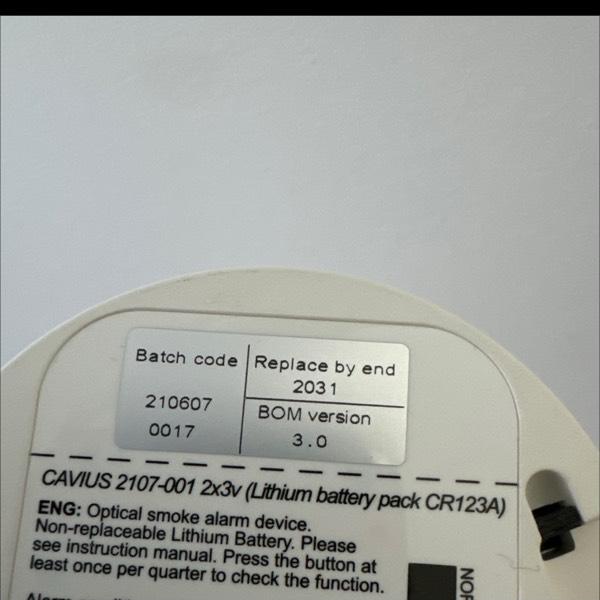 Batch code
210607
0017
Replace by end
2031
BOM version
3.0
CAVIUS 2107-001 2x3v (Lithium battery pack CR123A)
ENG: Optical smoke alarm device.
Non-replaceable Lithium Battery. Please
see instruction manual. Press the button at
least once per quarter to check the function.
NOR